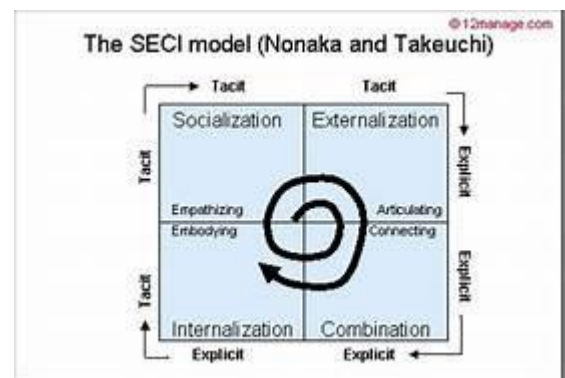 © 12manage.com
The SECI model (Nonaka and Takeuchi)
Tacit Tacit
Socialization Externalization
Tacit Explicit
Empathizing Articulating
Embodying Connecting
Tacit Explicit
Internalization Combination
Explicit Explicit